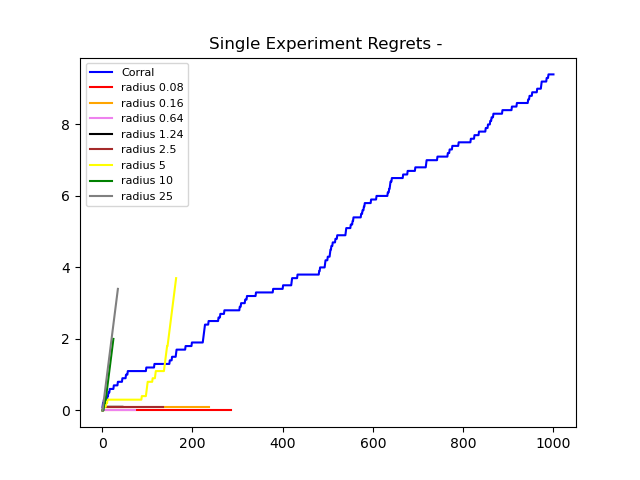 Single Experiment Regrets -
Corral
radius 0.08
radius 0.16
radius 0.64
radius 1.24
radius 2.5
radius 5
radius 10
radius 25
8
6
4
2
0
0 200 400 600 800 1000